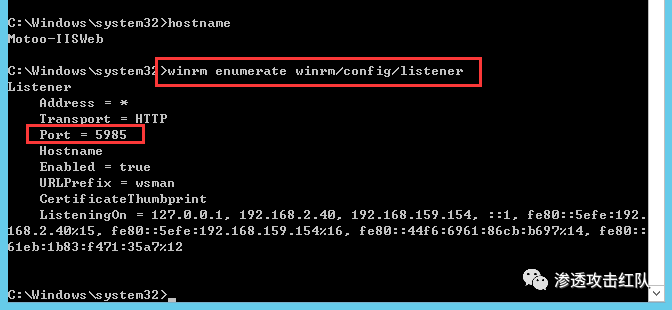 C:\Windows\system32>hostname
Motoo-IISWeb
C:\Windows\system32>winrm enumerate winrm/config/listener
Listener
    Address = *
    Transport = HTTP
    Port = 5985
    Hostname
    Enabled = true
    URLPrefix = wsman
    CertificateThumbprint
    ListeningOn = 127.0.0.1, 192.168.2.40, 192.168.159.154, ::1, fe80::5efe:192.
168.2.40%15, fe80::5efe:192.168.159.154%16, fe80::44f6:6961:86cb:b697%14, fe80::
61eb:1b83:f471:35a7%12
C:\Windows\system32>
渗透攻击红队